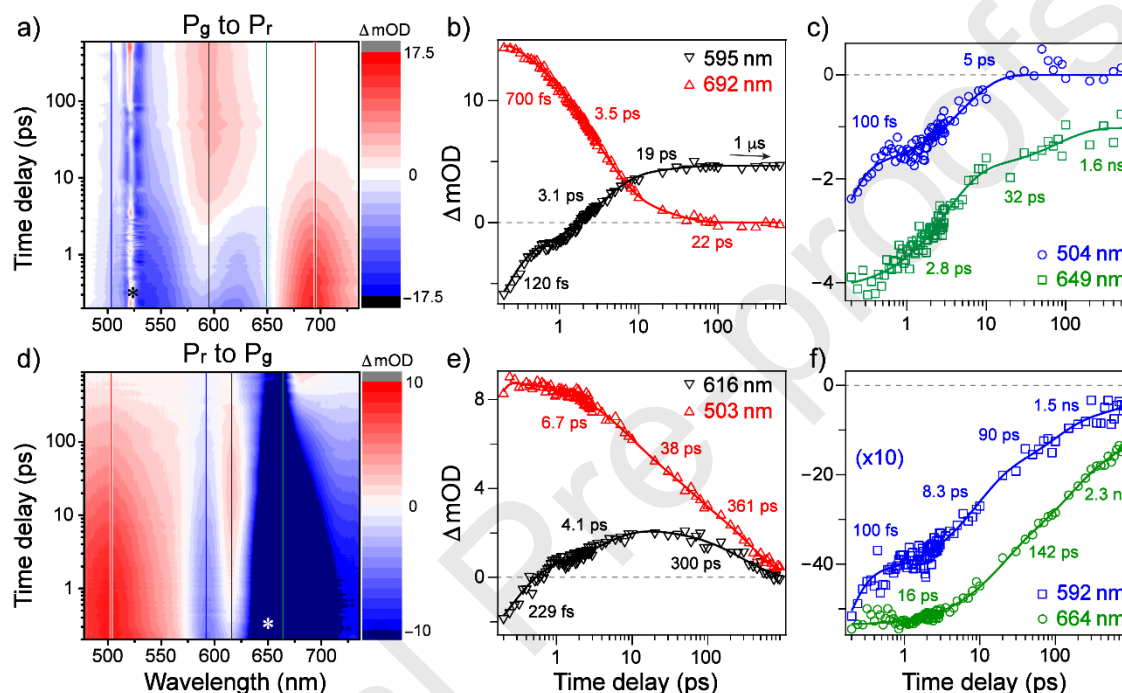 a)
Pg to Pr
ΔmOD
17.5
0
−17.5
Time delay (ps)
100
10
1
*
500
550
600
650
700
b)
595 nm
692 nm
700 fs
3.5 ps
19 ps
1 μs
3.1 ps
120 fs
22 ps
ΔmOD
10
0
1
10
100
c)
5 ps
100 fs
1.6 ns
32 ps
2.8 ps
504 nm
649 nm
0
−2
−4
1
10
100
d)
Pr to Pg
ΔmOD
10
0
−10
Time delay (ps)
100
10
1
*
500
550
600
650
700
Wavelength (nm)
e)
616 nm
503 nm
6.7 ps
38 ps
4.1 ps
361 ps
300 ps
229 fs
ΔmOD
8
4
0
1
10
100
Time delay (ps)
f)
1.5 ns
90 ps
(x10)
8.3 ps
100 fs
2.3 n
142 ps
16 ps
592 nm
664 nm
0
−20
−40
1
10
100
Time delay (ps)
Pre-proofs